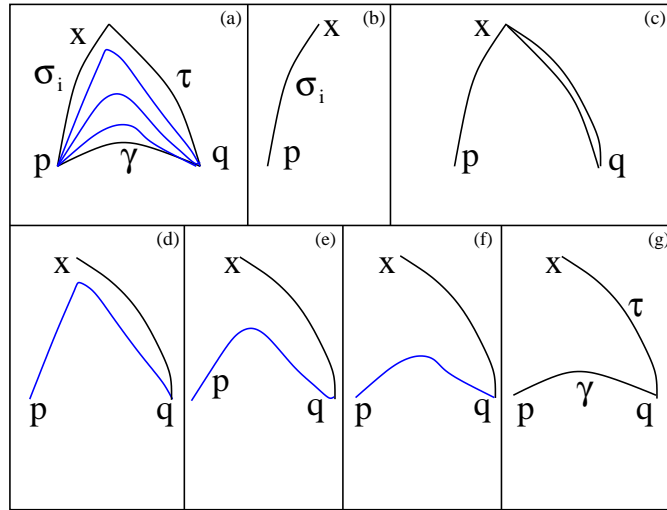 (a)
x
σi
τ
p
γ
q
(b)
x
σi
p
(c)
x
p
q
(d)
x
p
q
(e)
x
p
q
(f)
x
p
q
(g)
x
τ
γ
p
q